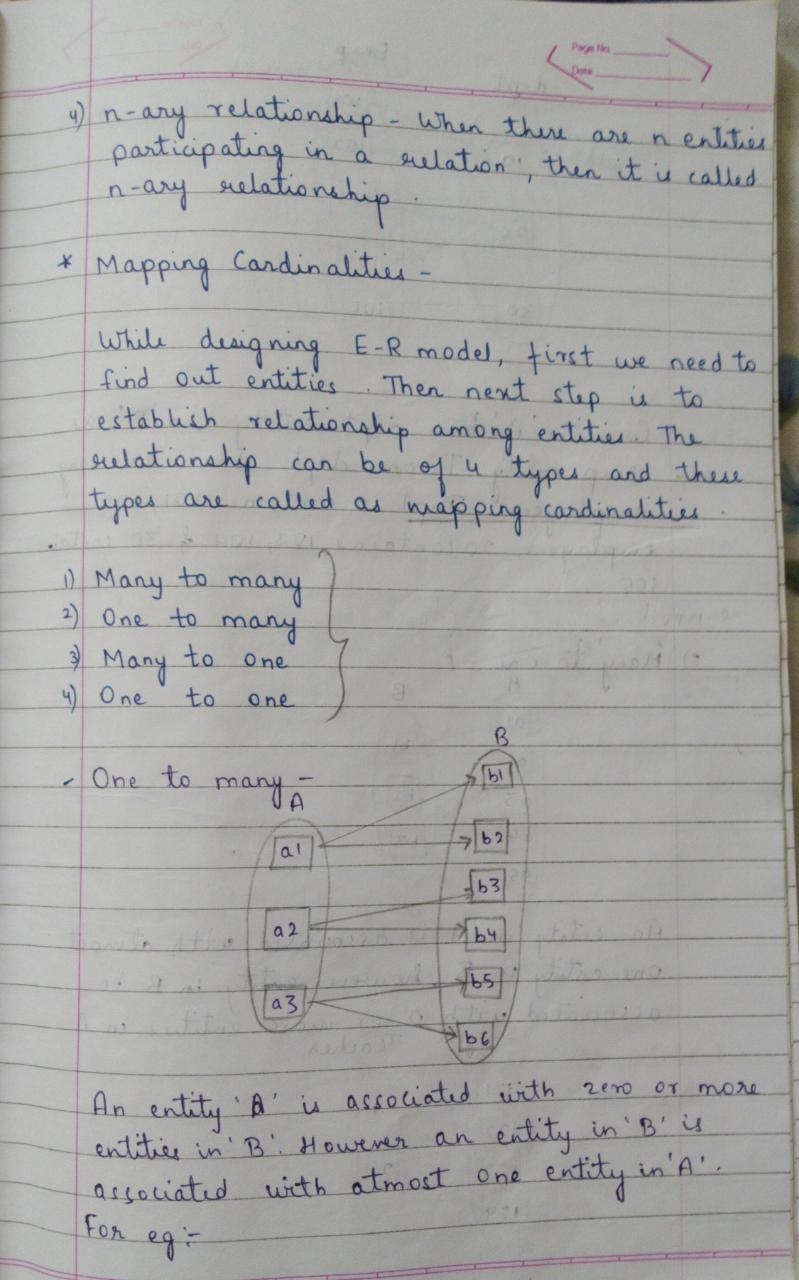 Page No.
Date
4) n-ary relationship - When there are n entities
participating in a relation, then it is called
n-ary relationship.
* Mapping Cardinalities -
While designing E-R model, first we need to
find out entities. Then next step is to
establish relationship among entities. The
relationship can be of 4 types and these
types are called as mapping cardinalities.
1) Many to many
2) One to many
3) Many to one
4) One to one
- One to many -
A
B
a1
a2
a3
b1
b2
b3
b4
b5
b6
An entity 'A' is associated with zero or more
entities in 'B'. However an entity in 'B' is
associated with atmost one entity in 'A'.
For eg :-